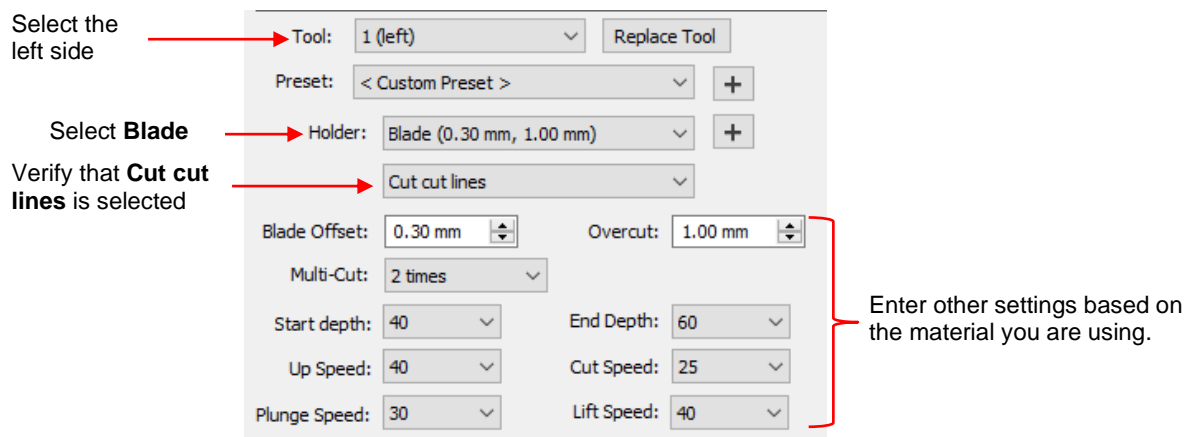 Select the
left side
Tool: 1 (left) Replace Tool
Preset: < Custom Preset > +
Select Blade
Holder: Blade (0.30 mm, 1.00 mm) +
Verify that Cut cut
lines is selected
Cut cut lines
Blade Offset: 0.30 mm Overcut: 1.00 mm
Multi-Cut: 2 times
Start depth: 40 End Depth: 60
Up Speed: 40 Cut Speed: 25
Plunge Speed: 30 Lift Speed: 40
Enter other settings based on
the material you are using.